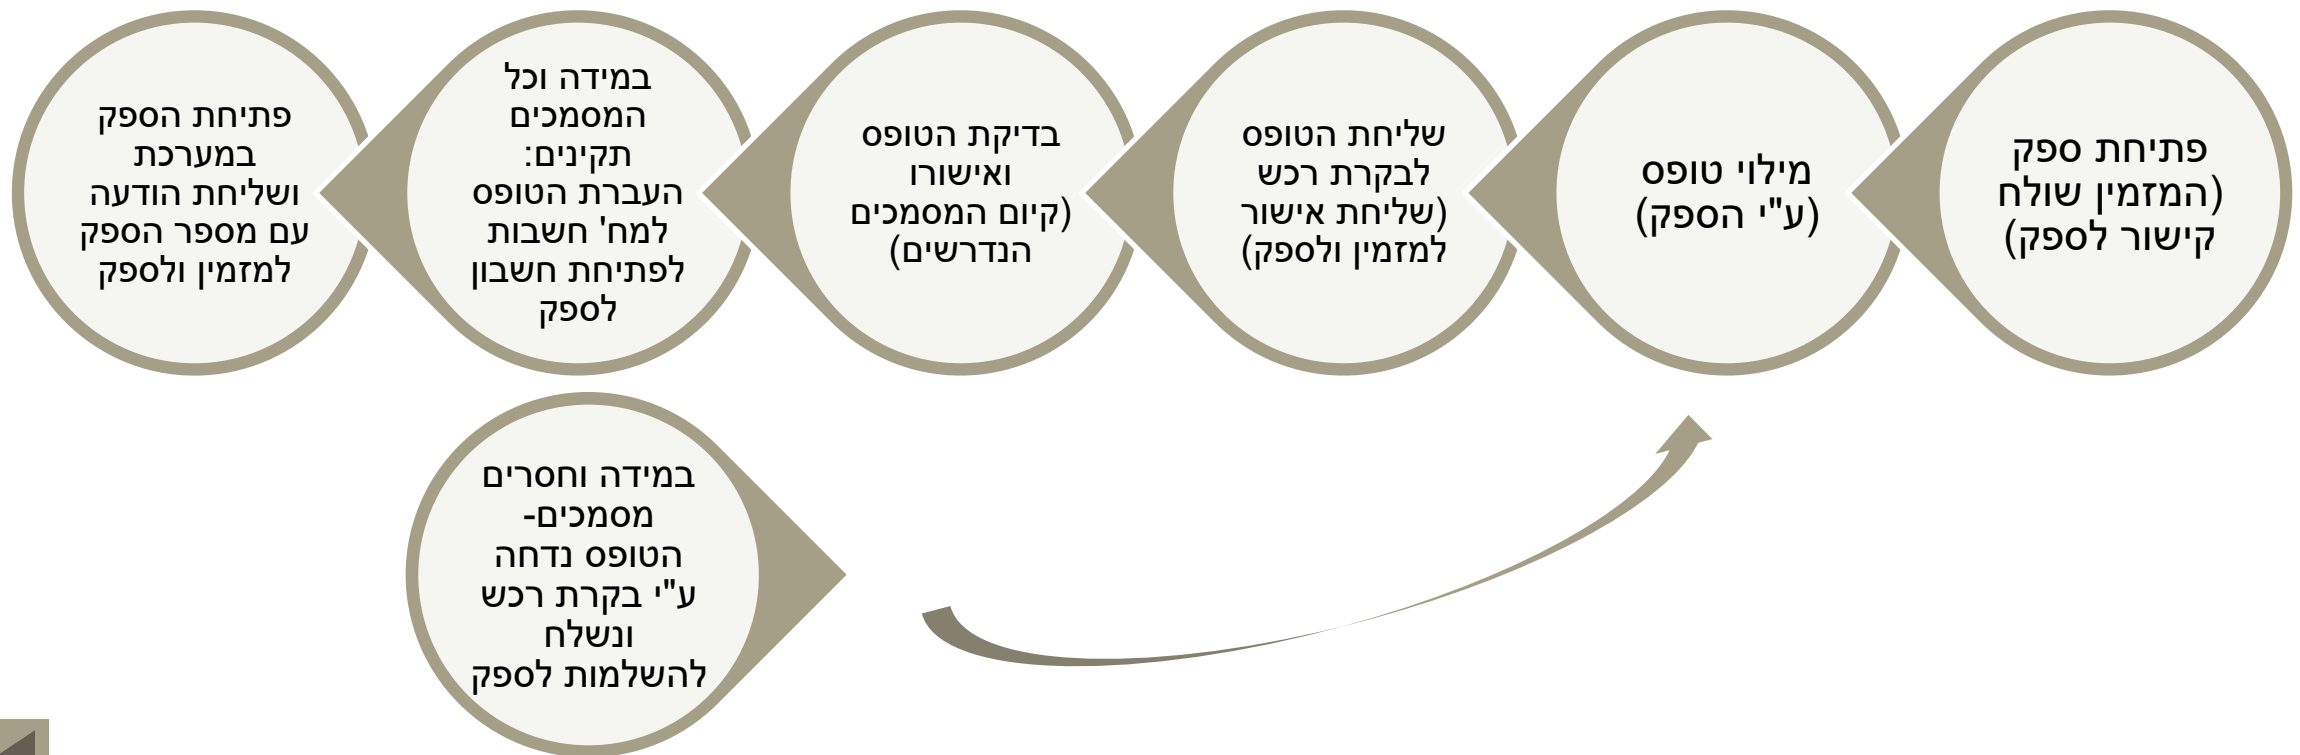 פתיחת ספק
(המזמין שולח
קישור לספק)
מילוי טופס
(ע"י הספק)
שליחת הטופס
לבקרת רכש
(שליחת אישור
למזמין ולספק)
בדיקת הטופס
ואישורו
(קיום המסמכים
הנדרשים)
במידה וכל
המסמכים
תקינים:
העברת הטופס
למח' חשבות
לפתיחת חשבון
לספק
פתיחת הספק
במערכת
ושליחת הודעה
עם מספר הספק
למזמין ולספק
במידה וחסרים
מסמכים-
הטופס נדחה
ע"י בקרת רכש
ונשלח
להשלמות לספק